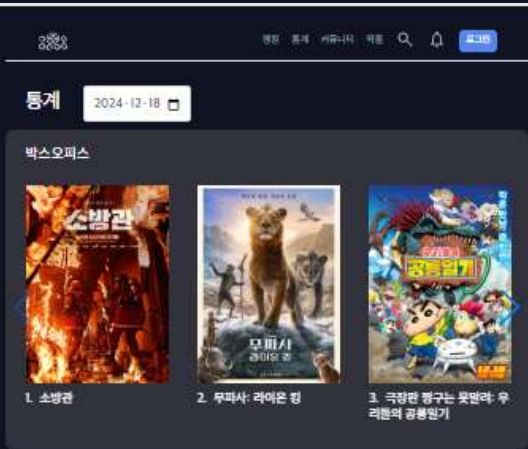 랭킹 통계 커뮤니티 작품 로그인
통계 2024-12-18
박스오피스
소방관
무파사
라이온 킹
공룡일기
1. 소방관
2. 무파사: 라이온 킹
3. 극장판 짱구는 못말려: 우
리들의 공룡일기